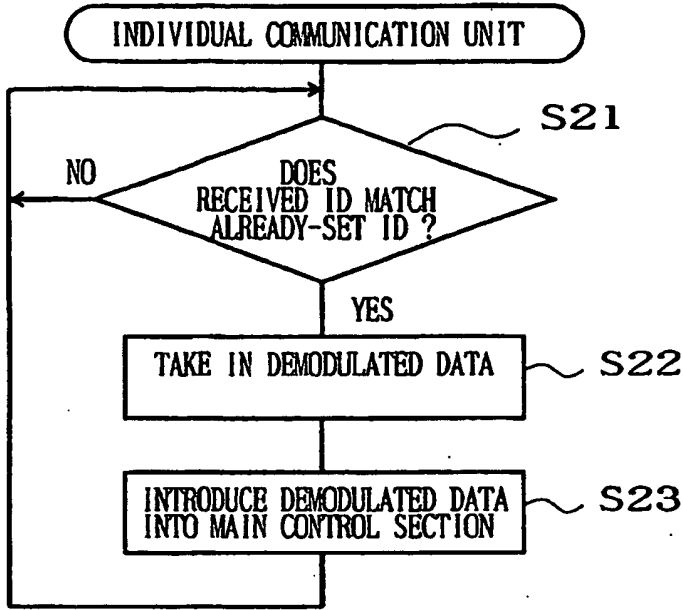 INDIVIDUAL COMMUNICATION UNIT
S21
NO
DOES
RECEIVED ID MATCH
ALREADY-SET ID ?
YES
TAKE IN DEMODULATED DATA
S22
INTRODUCE DEMODULATED DATA
INTO MAIN CONTROL SECTION
S23